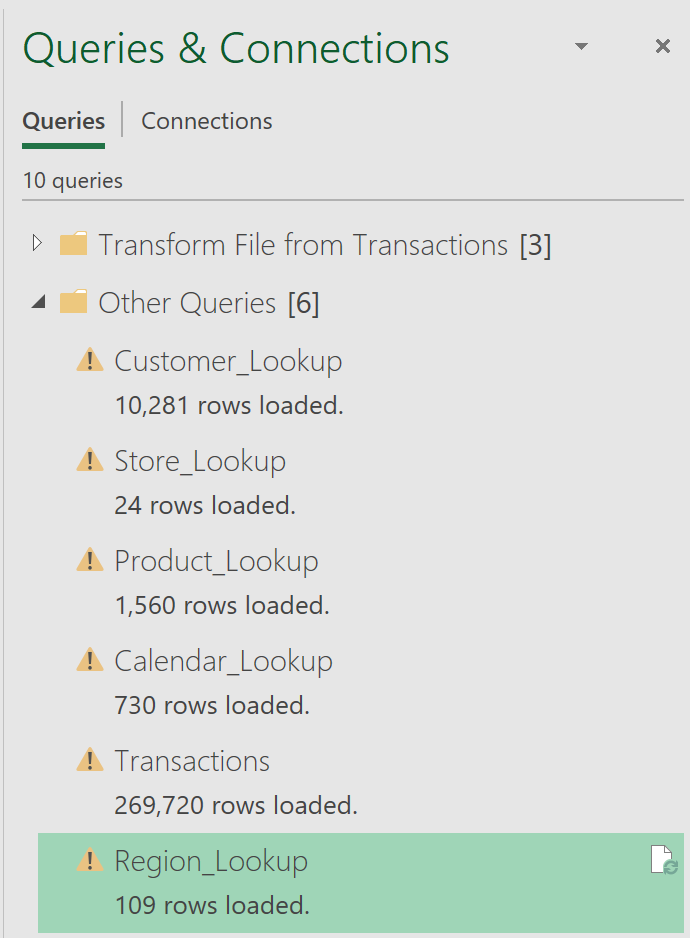 Queries & Connections
Queries
Connections
10 queries
Transform File from Transactions [3]
Other Queries [6]
Customer_Lookup
10,281 rows loaded.
Store_Lookup
24 rows loaded.
Product_Lookup
1,560 rows loaded.
Calendar_Lookup
730 rows loaded.
Transactions
269,720 rows loaded.
Region_Lookup
109 rows loaded.